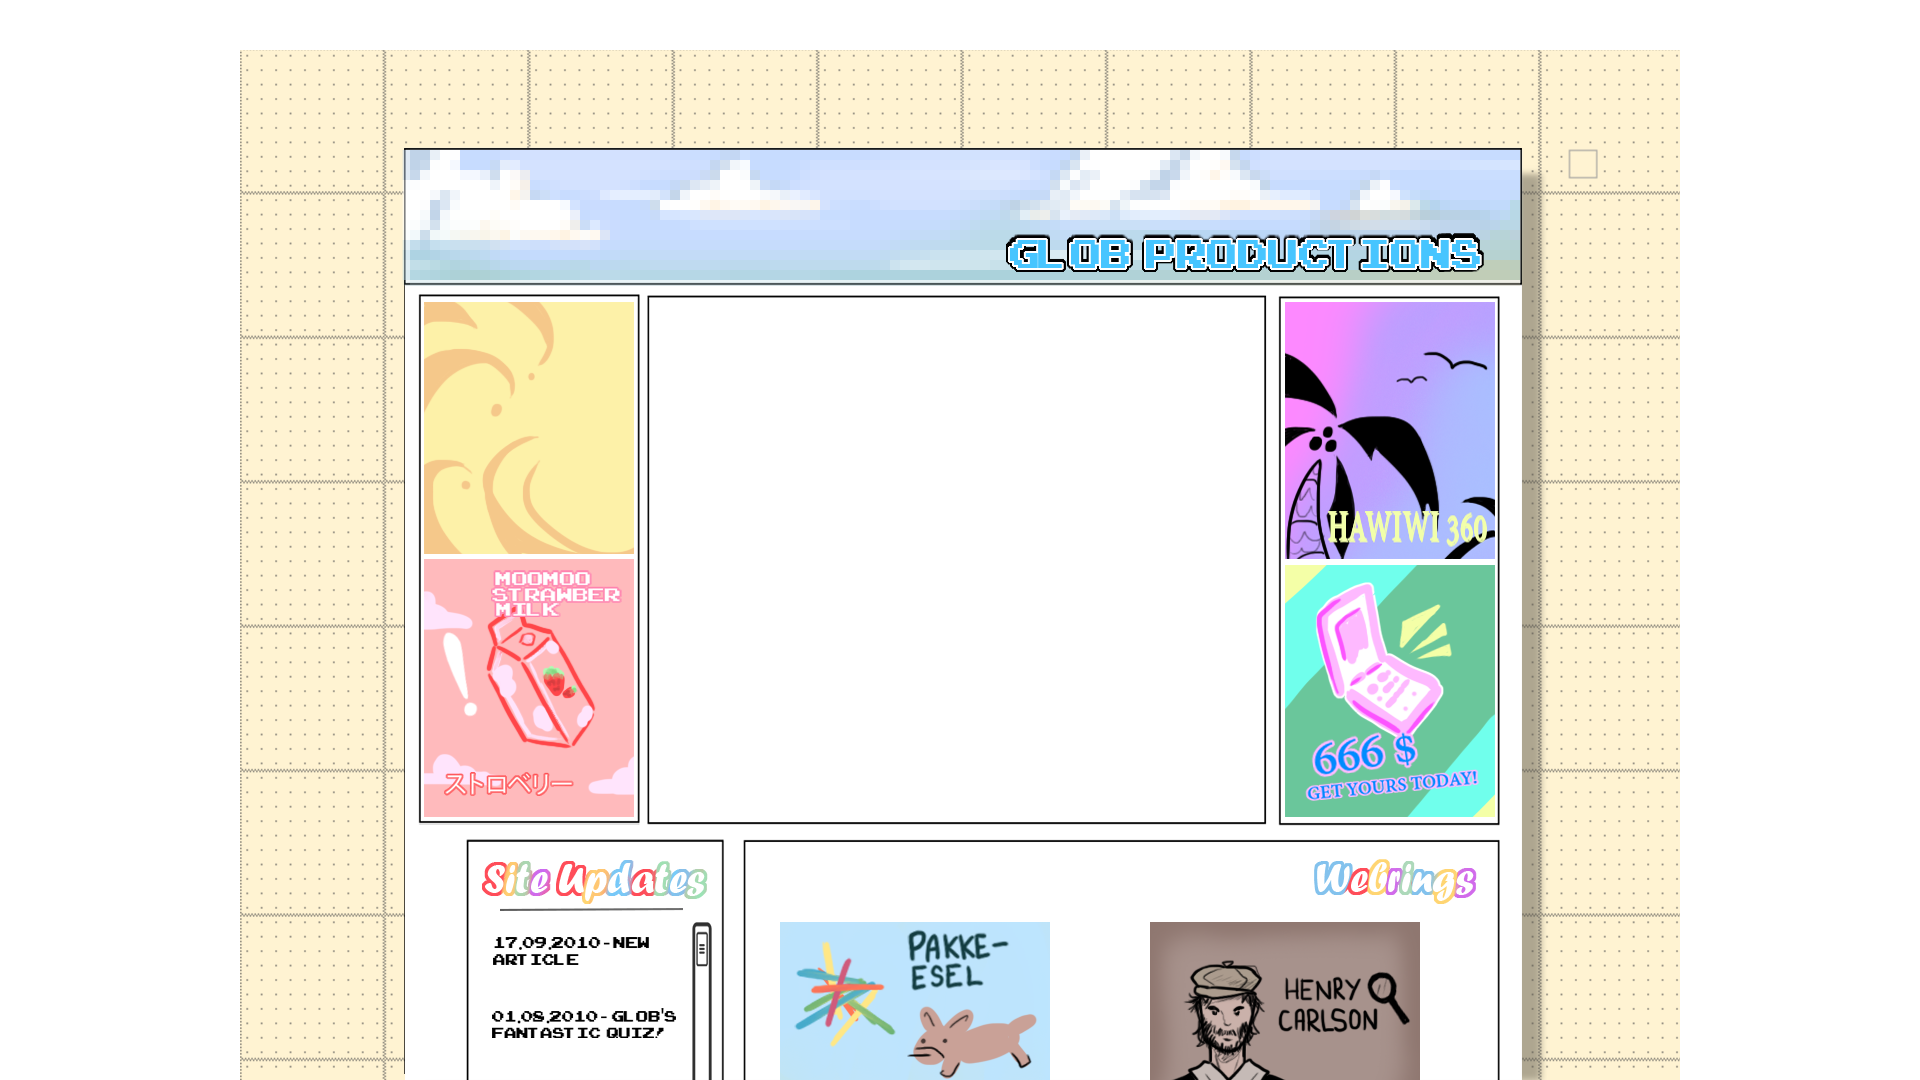 GLOB PRODUCTIONS
MOOMOO
STRAWBER
MILK
ストロベリー
HAWIWI 360
666 $
GET YOURS TODAY!
Site Updates
17.09.2010-NEW
ARTICLE
01.08.2010-GLOB'S
FANTASTIC QUIZ!
Webrings
PAKKE-
ESEL
HENRY
CARLSON